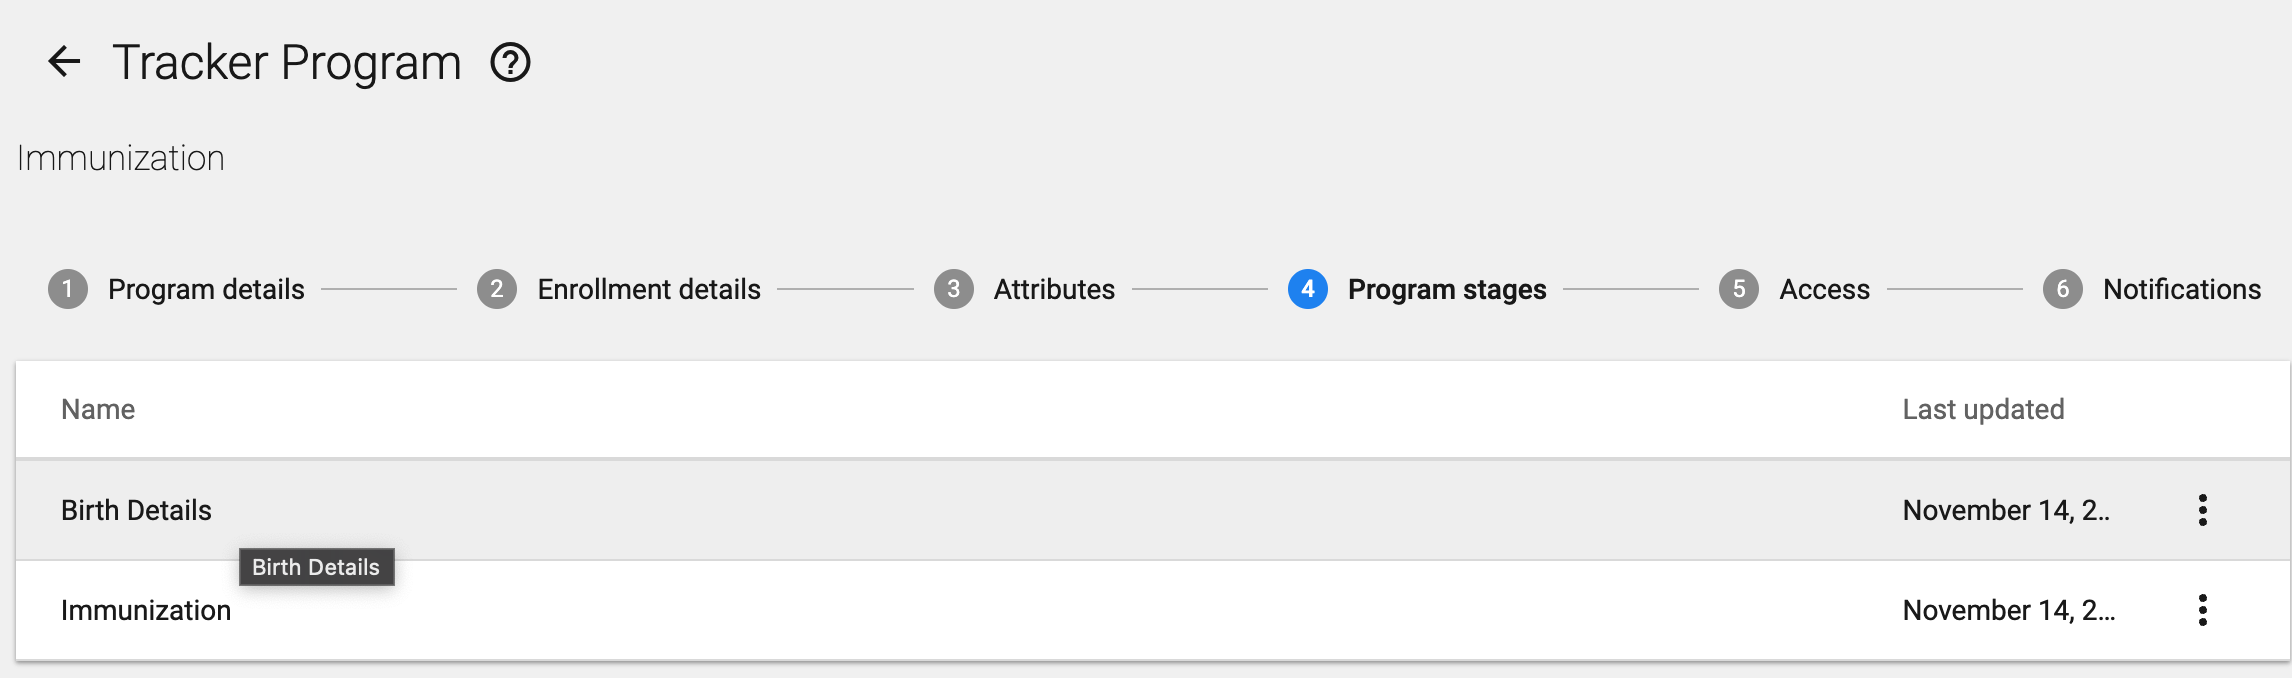 Tracker Program ?
Immunization
1 Program details 2 Enrollment details 3 Attributes 4 Program stages 5 Access 6 Notifications
Name Last updated
Birth Details November 14, 2..
Birth Details
Immunization November 14, 2...